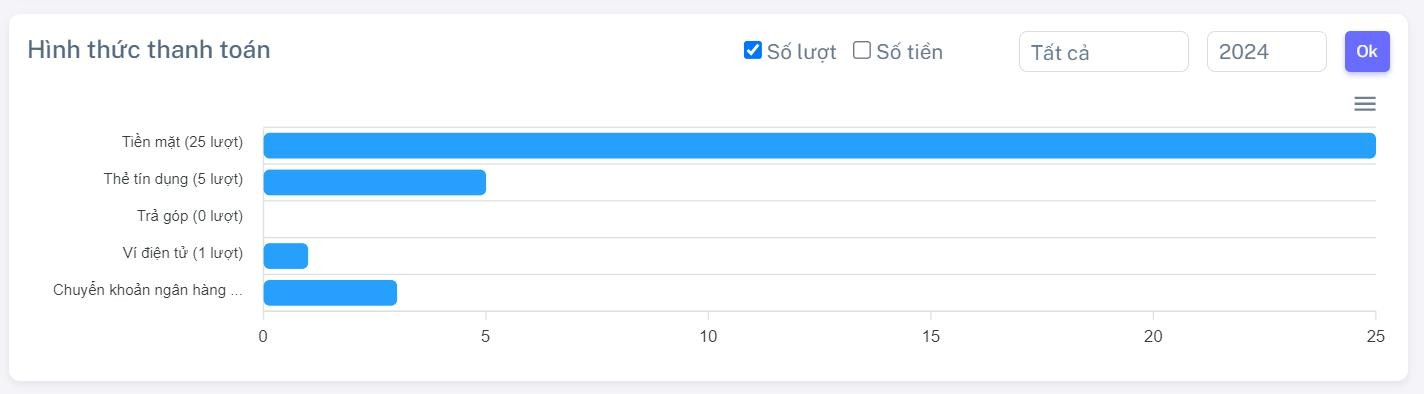 Hình thức thanh toán
Số lượt Số tiền Tất cả 2024 Ok
Tiền mặt (25 lượt)
Thẻ tín dụng (5 lượt)
Trả góp (0 lượt)
Ví điện tử (1 lượt)
Chuyển khoản ngân hàng ...
0 5 10 15 20 25